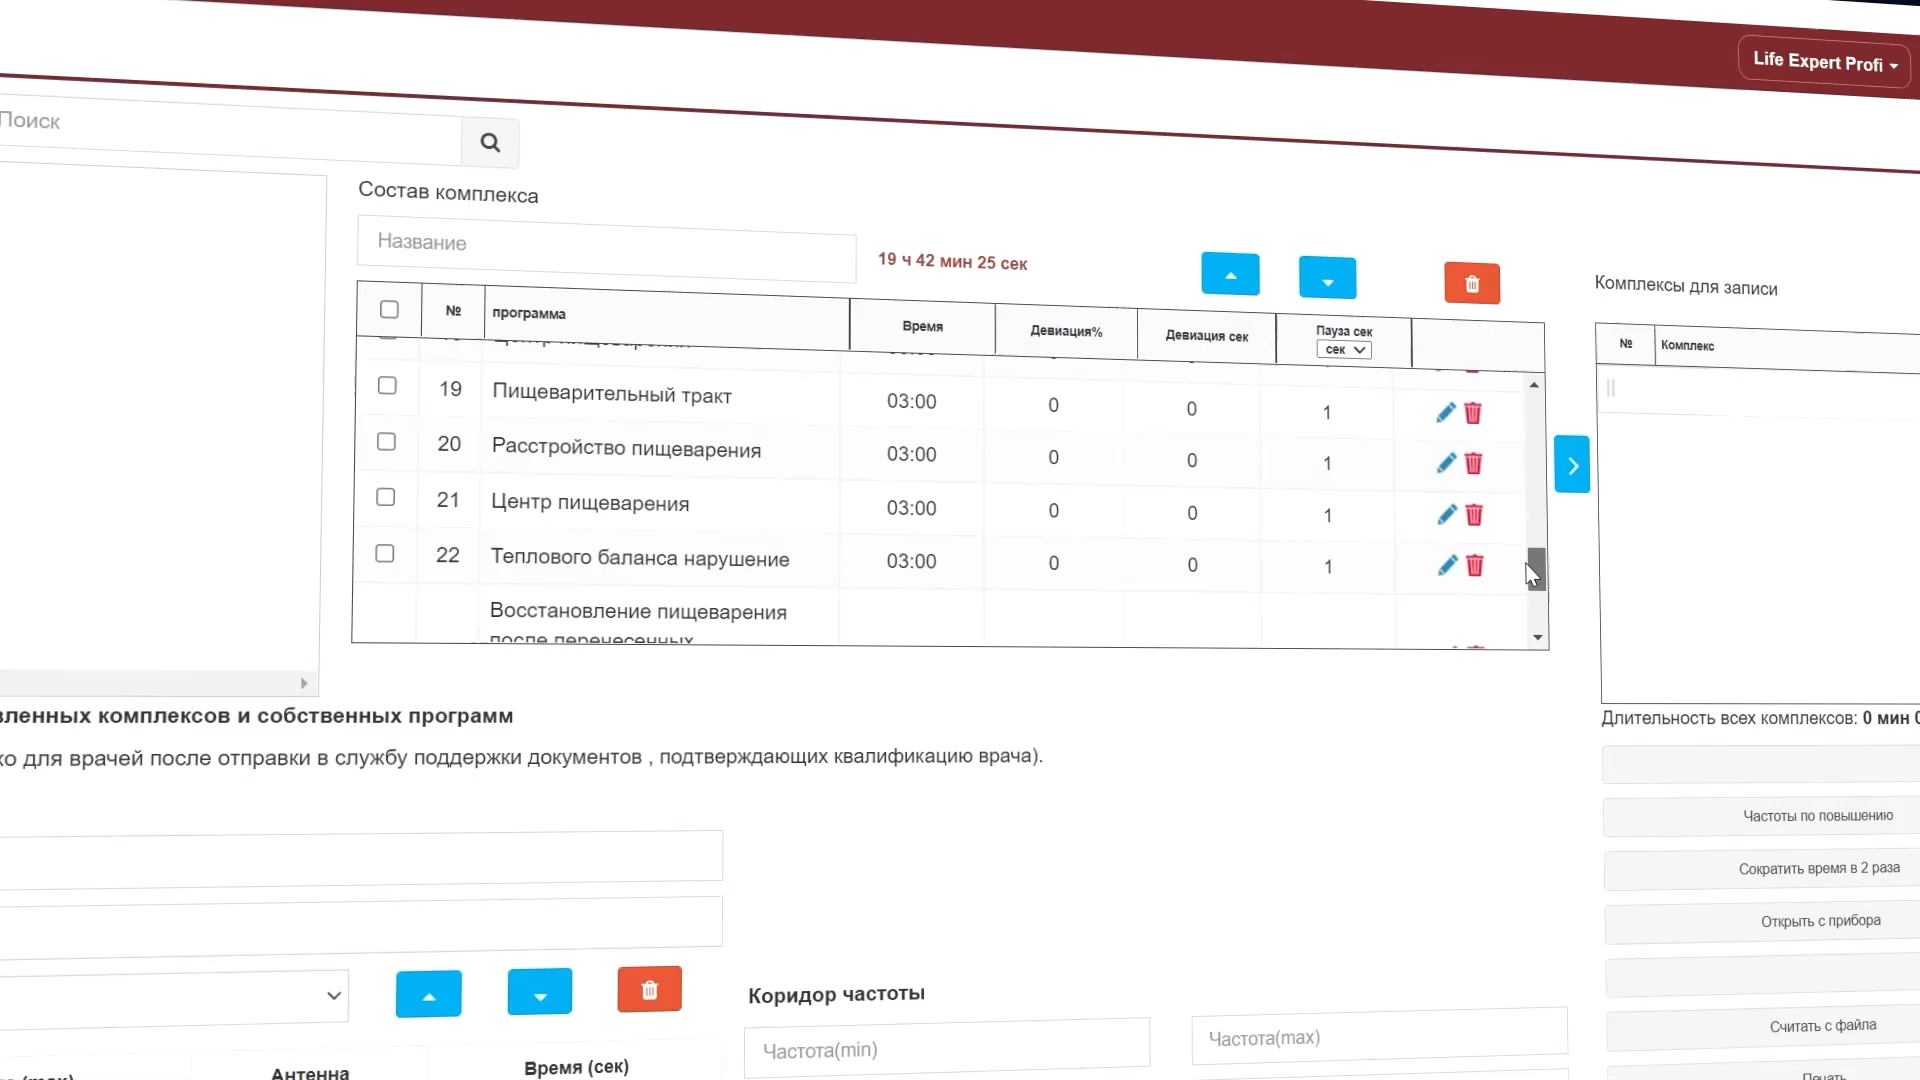 Life Expert Profi
Поиск
Состав комплекса
Название
19 ч 42 мин 25 сек
Комплексы для записи
№ программа Время Девиация% Девиация сек Пауза сек
сек
№ Комплекс
19 Пищеварительный тракт 03:00 0 0 1
20 Расстройство пищеварения 03:00 0 0 1
21 Центр пищеварения 03:00 0 0 1
22 Теплового баланса нарушение 03:00 0 0 1
Восстановление пищеварения
после перенесенных
вленных комплексов и собственных программ
Длительность всех комплексов: 0 мин
ко для врачей после отправки в службу поддержки документов , подтверждающих квалификацию врача).
Частоты по повышению
Сократить время в 2 раза
Открыть с прибора
Коридор частоты
Частота(min)
Частота(max)
Считать с файла
Антенна
Время (сек)
Печать